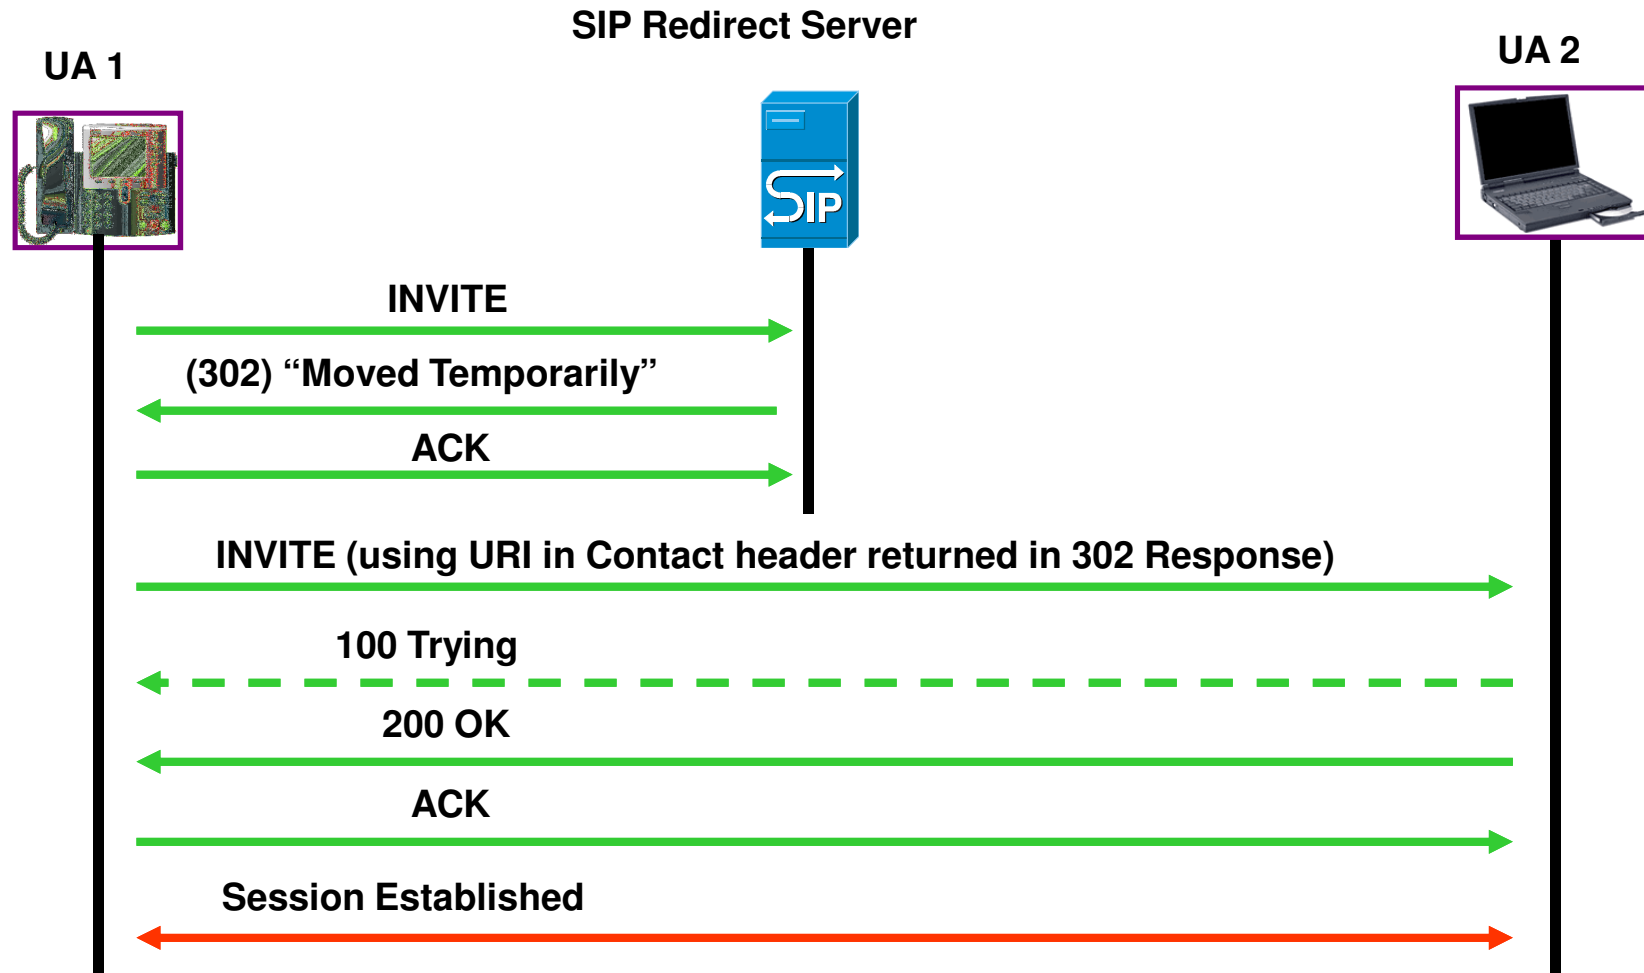 SIP Redirect Server
UA 1
UA 2
SIP
INVITE
(302) “Moved Temporarily”
ACK
INVITE (using URI in Contact header returned in 302 Response)
100 Trying
200 OK
ACK
Session Established